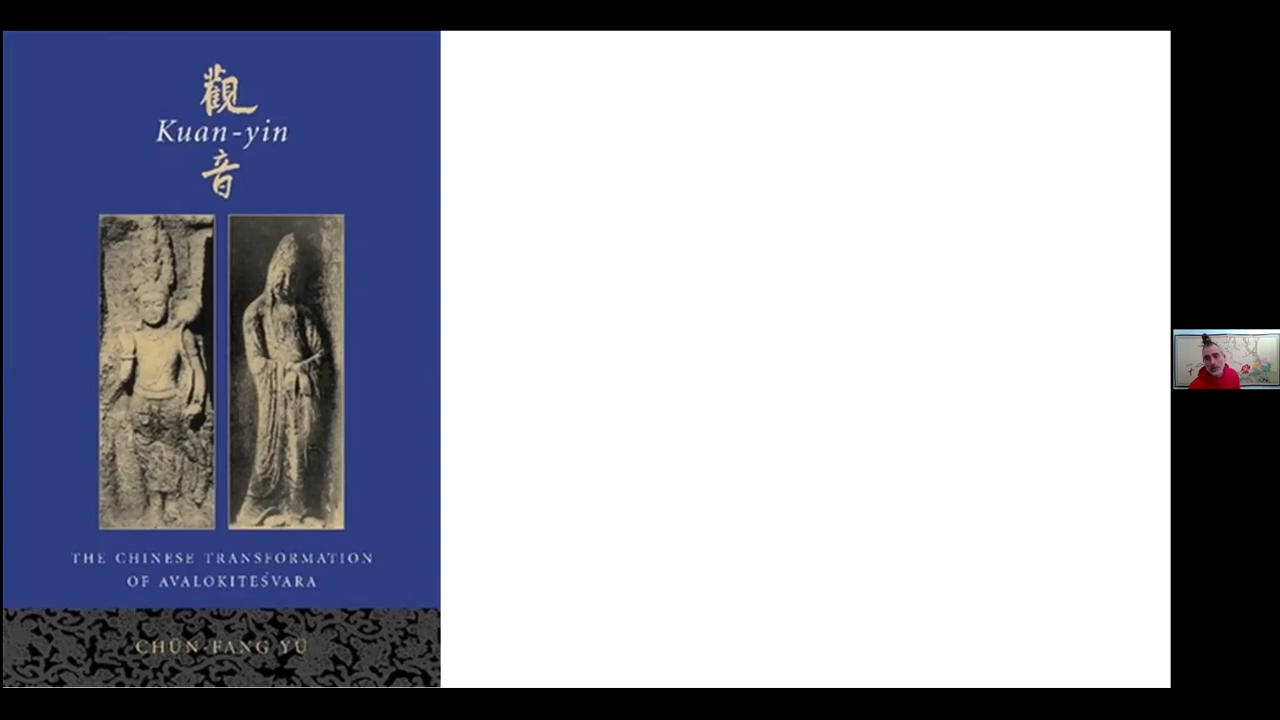 觀
Kuan-yin
音
THE CHINESE TRANSFORMATION
OF AVALOKITEŚVARA
CHÜN-FANG YÜ